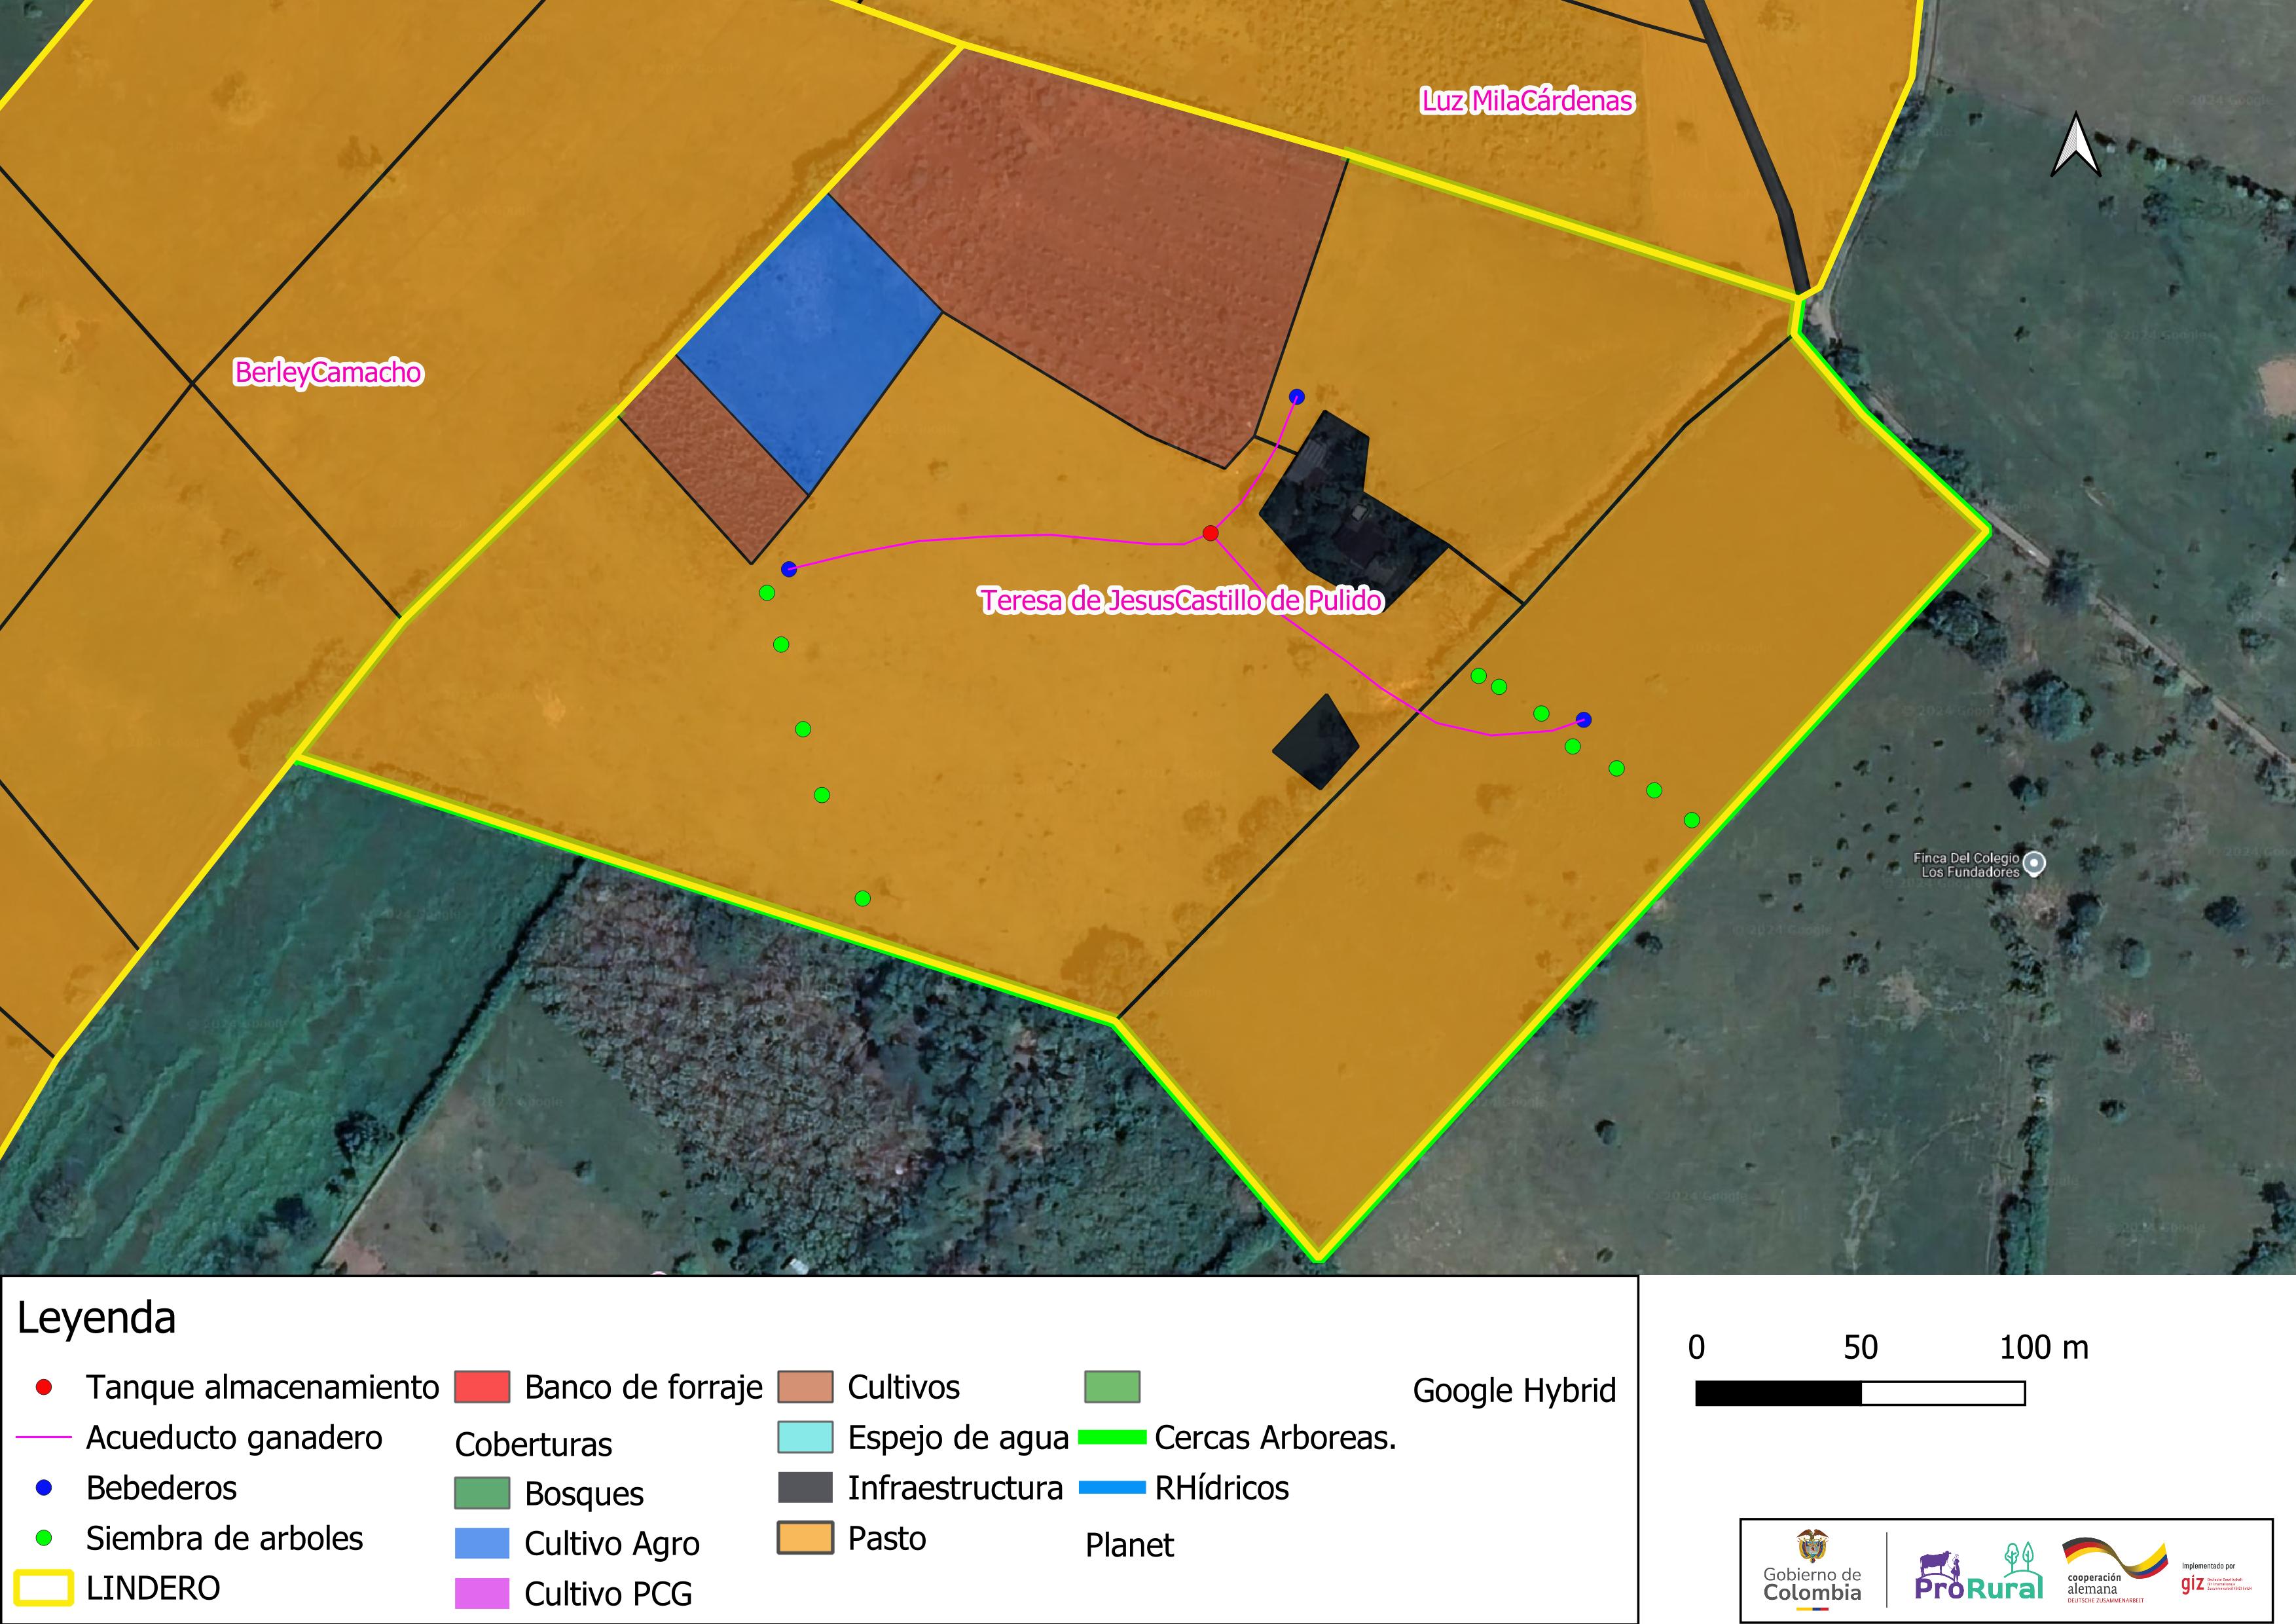 Luz MilaCárdenas
BerleyCamacho
Teresa de JesusCastillo de Pulido
Finca Del Colegio
Los Fundadores
Leyenda
Tanque almacenamiento
Acueducto ganadero
Bebederos
Siembra de arboles
LINDERO
Banco de forraje
Coberturas
Bosques
Cultivo Agro
Cultivo PCG
Cultivos
Espejo de agua
Infraestructura
Pasto
Cercas Arboreas.
RHídricos
Planet
Google Hybrid
0 50 100 m
Gobierno de
Colombia
ProRural
cooperación
alemana
DEUTSCHE ZUSAMMENARBEIT
Implementado por
giz